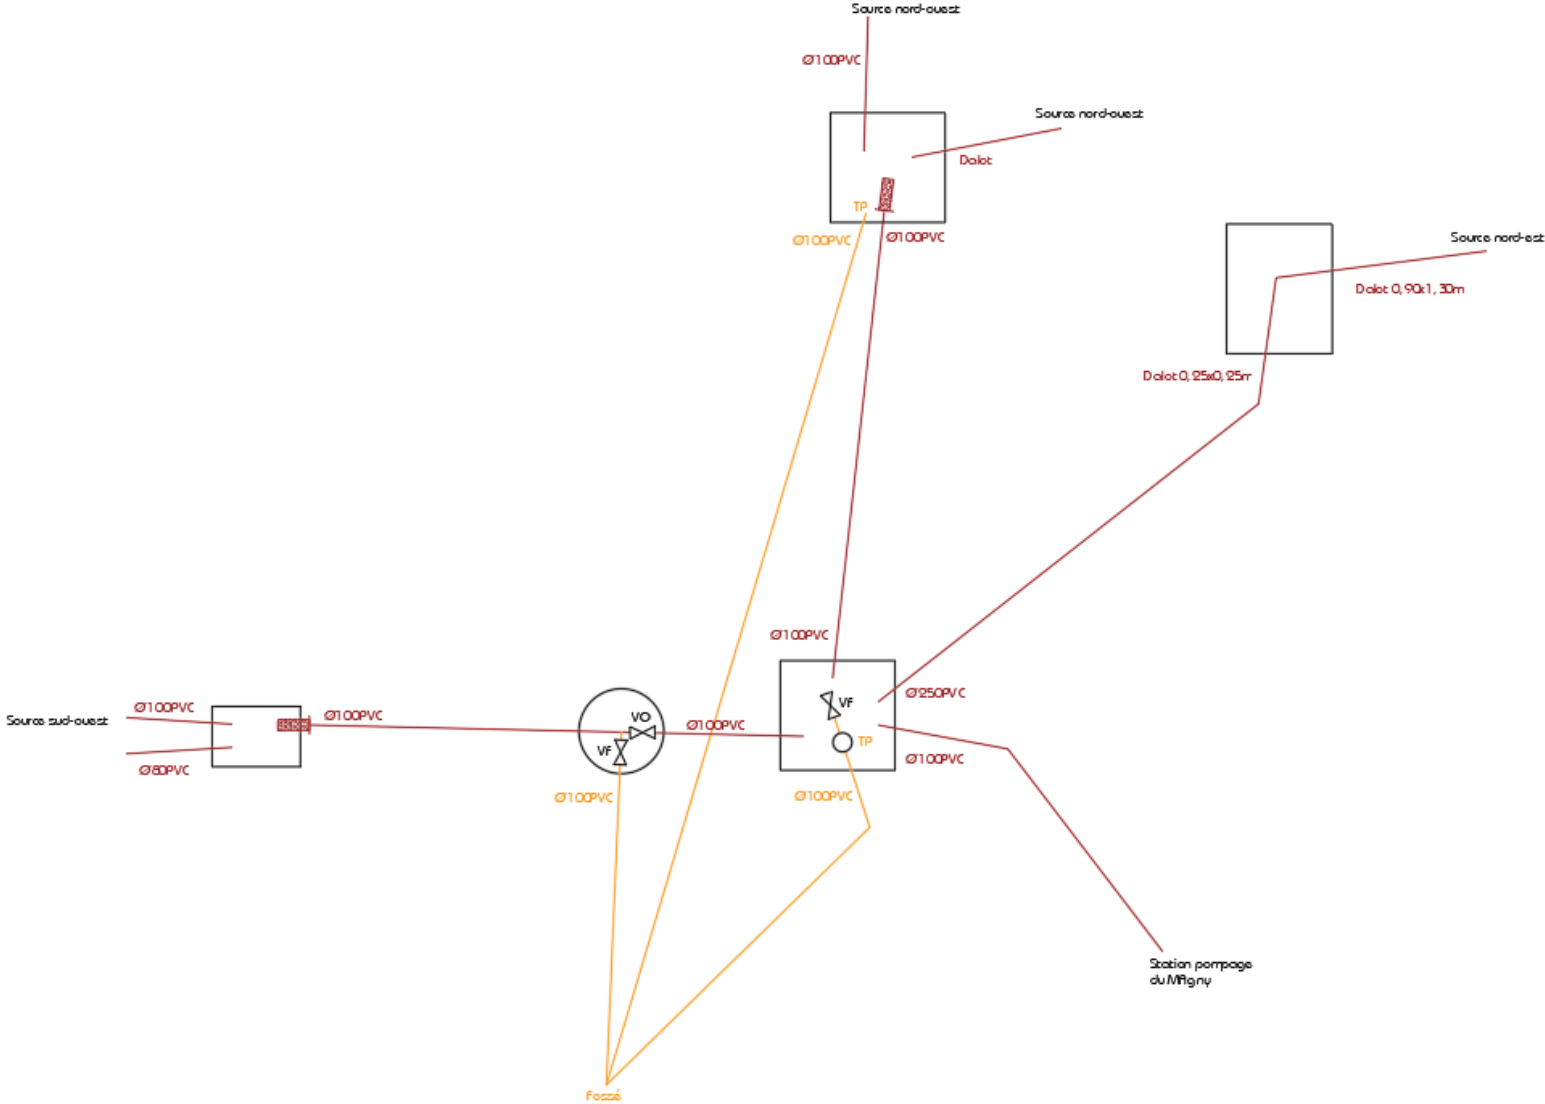 Source nord-ouest
Ø100PVC
Source nord-ouest
Dalot
TP
Ø100PVC
Ø100PVC
Source nord-est
Dalot 0,90x1,30m
Dalot 0,25x0,25m
Ø100PVC
Ø250PVC
VF
Ø100PVC
Source sud-ouest
Ø100PVC
VO
Ø100PVC
VF
TP
Ø80PVC
Ø100PVC
Ø100PVC
Ø100PVC
Station pompage
du Magny
Fossé